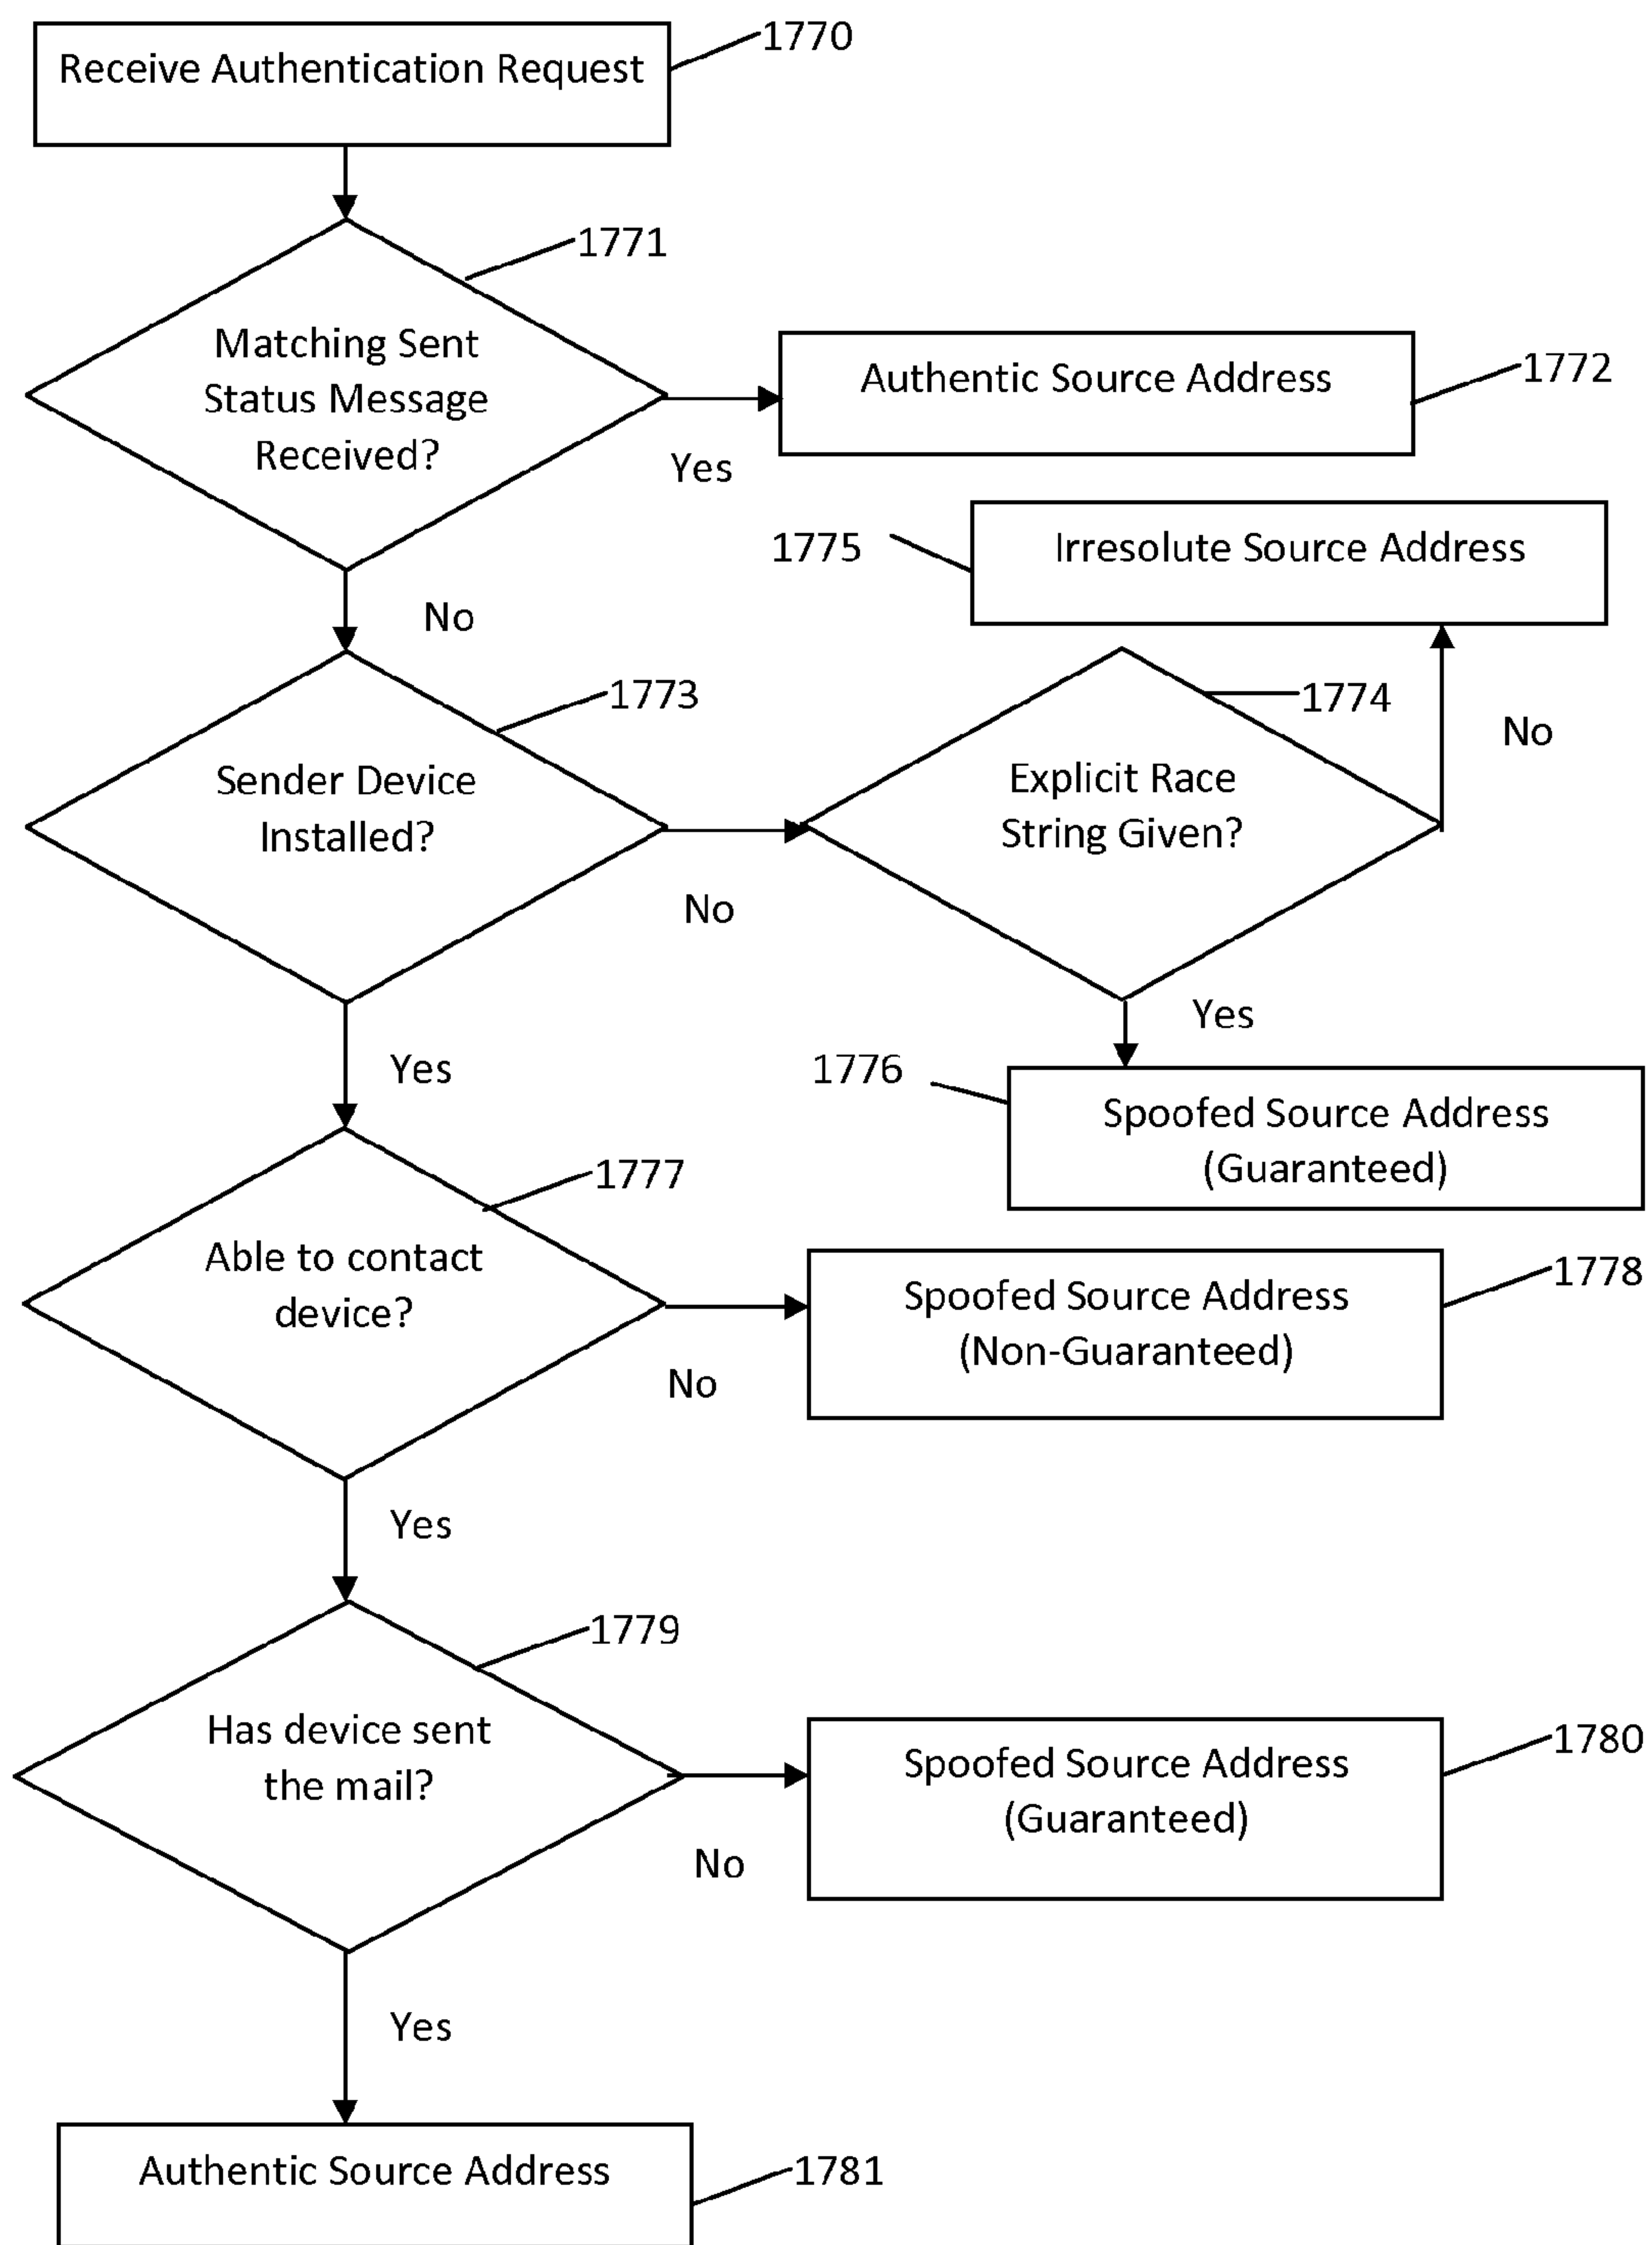 Receive Authentication Request
1770
1771
Matching Sent
Status Message
Received?
Yes
Authentic Source Address
1772
1775
Irresolute Source Address
No
1773
Sender Device
Installed?
No
1774
Explicit Race
String Given?
No
Yes
1776
Spoofed Source Address
(Guaranteed)
Yes
1777
Able to contact
device?
No
Spoofed Source Address
(Non-Guaranteed)
1778
Yes
1779
Has device sent
the mail?
No
Spoofed Source Address
(Guaranteed)
1780
Yes
Authentic Source Address
1781